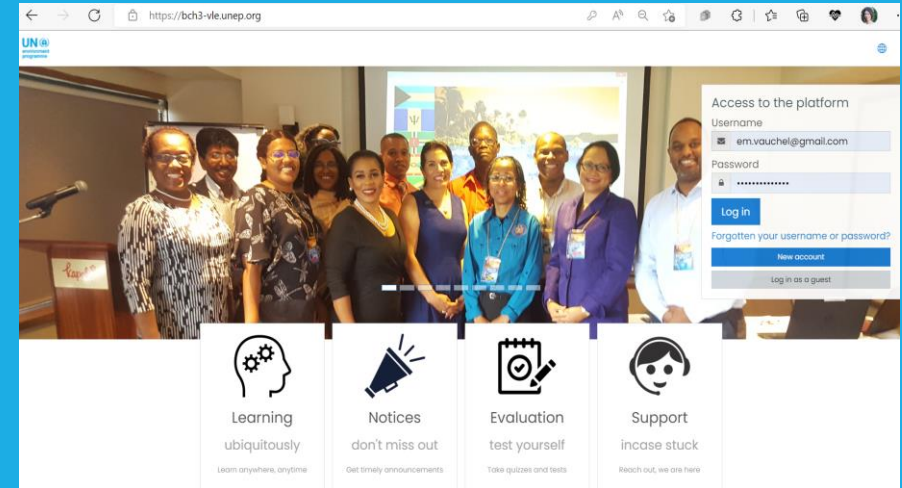 https://bch3-vle.unep.org
UN
environment
programme
Access to the platform
Username
em.vauchel@gmail.com
Password
••••••••••••••
Log in
Forgotten your username or password?
New account
Log in as a guest
Learning
ubiquitously
Learn anywhere, anytime
Notices
don't miss out
Get timely announcements
Evaluation
test yourself
Take quizzes and tests
Support
incase stuck
Reach out, we are here